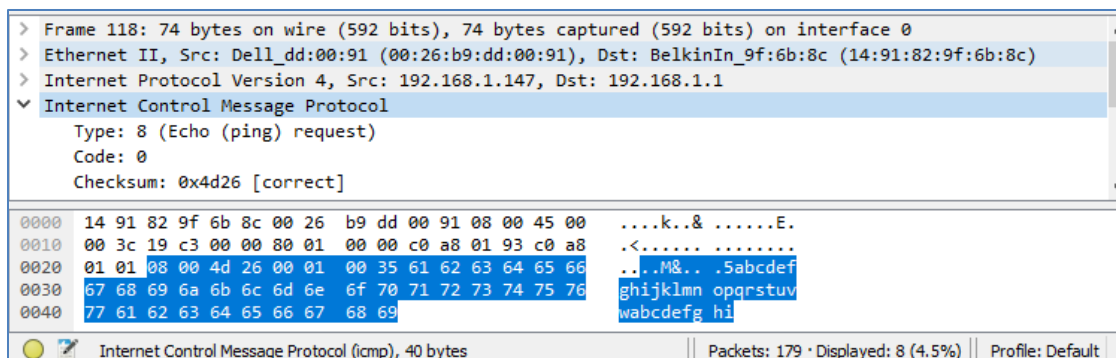 > Frame 118: 74 bytes on wire (592 bits), 74 bytes captured (592 bits) on interface 0
> Ethernet II, Src: Dell_dd:00:91 (00:26:b9:dd:00:91), Dst: BelkinIn_9f:6b:8c (14:91:82:9f:6b:8c)
> Internet Protocol Version 4, Src: 192.168.1.147, Dst: 192.168.1.1
Internet Control Message Protocol
Type: 8 (Echo (ping) request)
Code: 0
Checksum: 0x4d26 [correct]
0000 14 91 82 9f 6b 8c 00 26 b9 dd 00 91 08 00 45 00 ....k..& ......E.
0010 00 3c 19 c3 00 00 80 01 00 00 c0 a8 01 93 c0 a8 .<...... ........
0020 01 01 08 00 4d 26 00 01 00 35 61 62 63 64 65 66 ....M&.. .5abcdef
0030 67 68 69 6a 6b 6c 6d 6e 6f 70 71 72 73 74 75 76 ghijklmn opqrstuv
0040 77 61 62 63 64 65 66 67 68 69 wabcdefg hi
Internet Control Message Protocol (icmp), 40 bytes Packets: 179 · Displayed: 8 (4.5%) Profile: Default